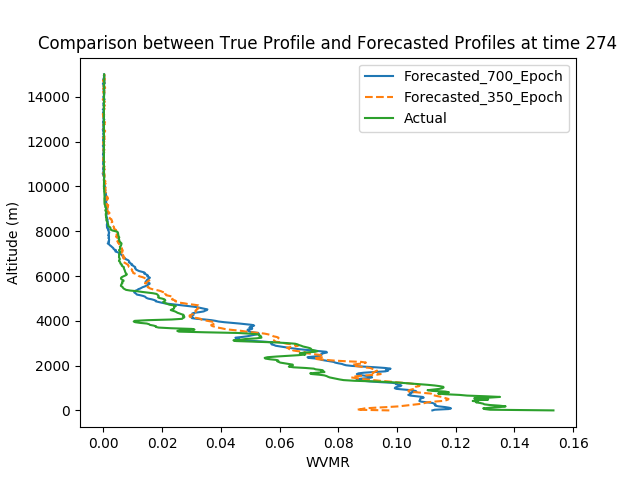 Comparison between True Profile and Forecasted Profiles at time 274
Forecasted_700_Epoch
Forecasted_350_Epoch
Actual
Altitude (m)
14000
12000
10000
8000
6000
4000
2000
0
0.00 0.02 0.04 0.06 0.08 0.10 0.12 0.14 0.16
WVMR